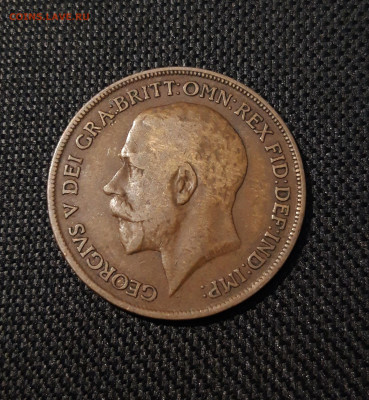 GEORGIVS V DEI GRA: BRITT: OMN: REX FID: DEF: IND: IMP: